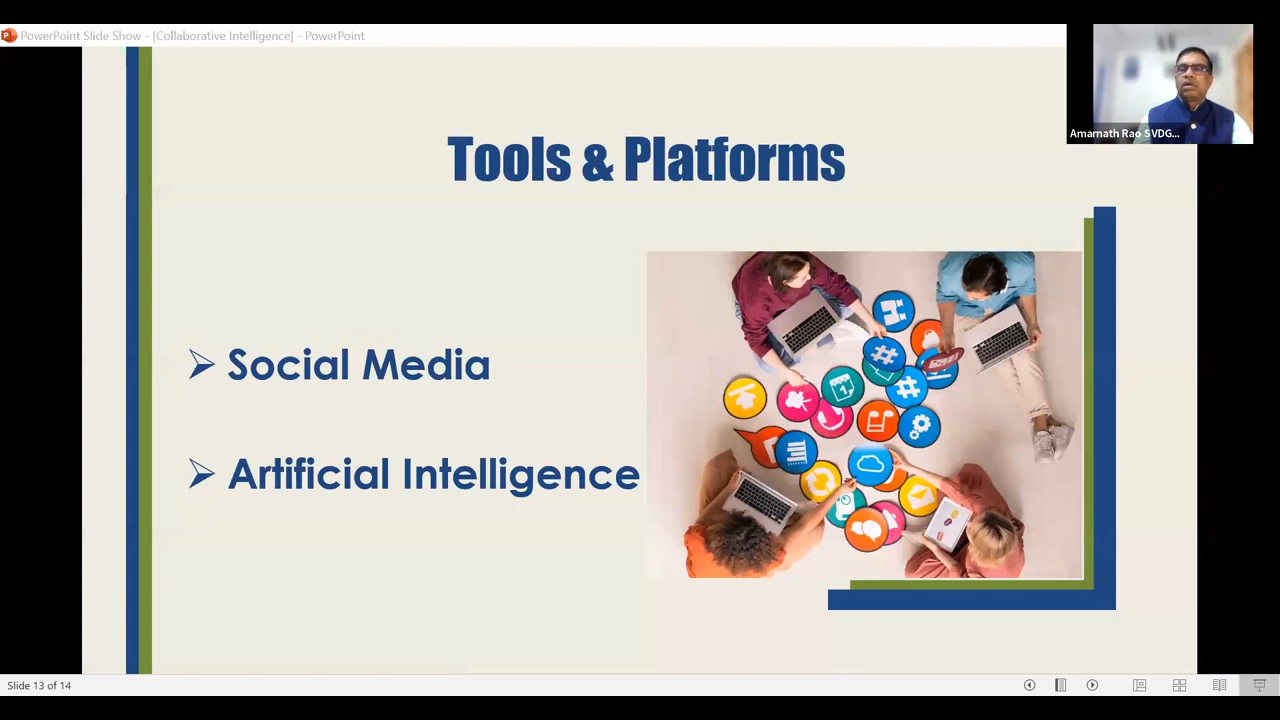 PowerPoint Slide Show - [Collaborative Intelligence] - PowerPoint
Amarnath Rao SVDG...
Tools & Platforms
Social Media
Artificial Intelligence
Slide 13 of 14